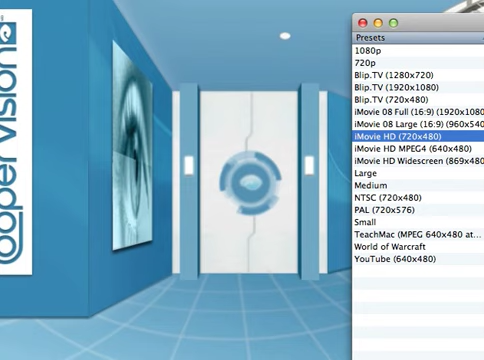 Cooper Vision
Presets
1080p
720p
Blip.TV (1280x720)
Blip.TV (1920x1080)
Blip.TV (720x480)
iMovie 08 Full (16:9) (1920x1080
iMovie 08 Large (16:9) (960x540
iMovie HD (720x480)
iMovie HD MPEG4 (640x480)
iMovie HD Widescreen (869x480
Large
Medium
NTSC (720x480)
PAL (720x576)
Small
TeachMac (MPEG 640x480 at...
World of Warcraft
YouTube (640x480)